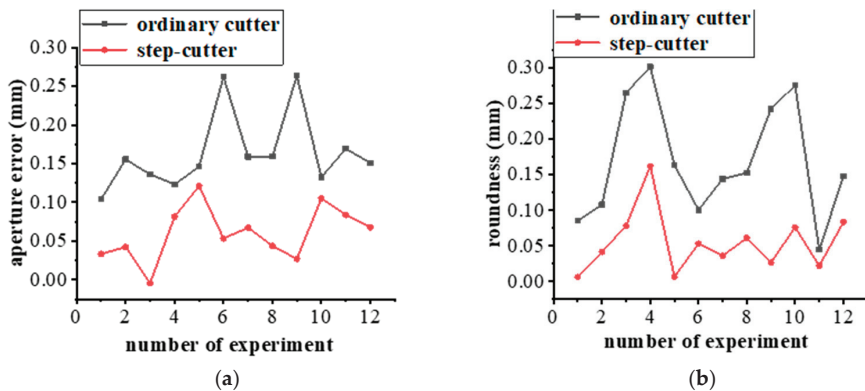 ordinary cutter
step-cutter
0.30
0.25
0.20
0.15
0.10
0.05
0.00
aperture error (mm)
0 2 4 6 8 10 12
number of experiment
(a)
ordinary cutter
step-cutter
0.30
0.25
0.20
0.15
0.10
0.05
0.00
roundness (mm)
0 2 4 6 8 10 12
number of experiment
(b)